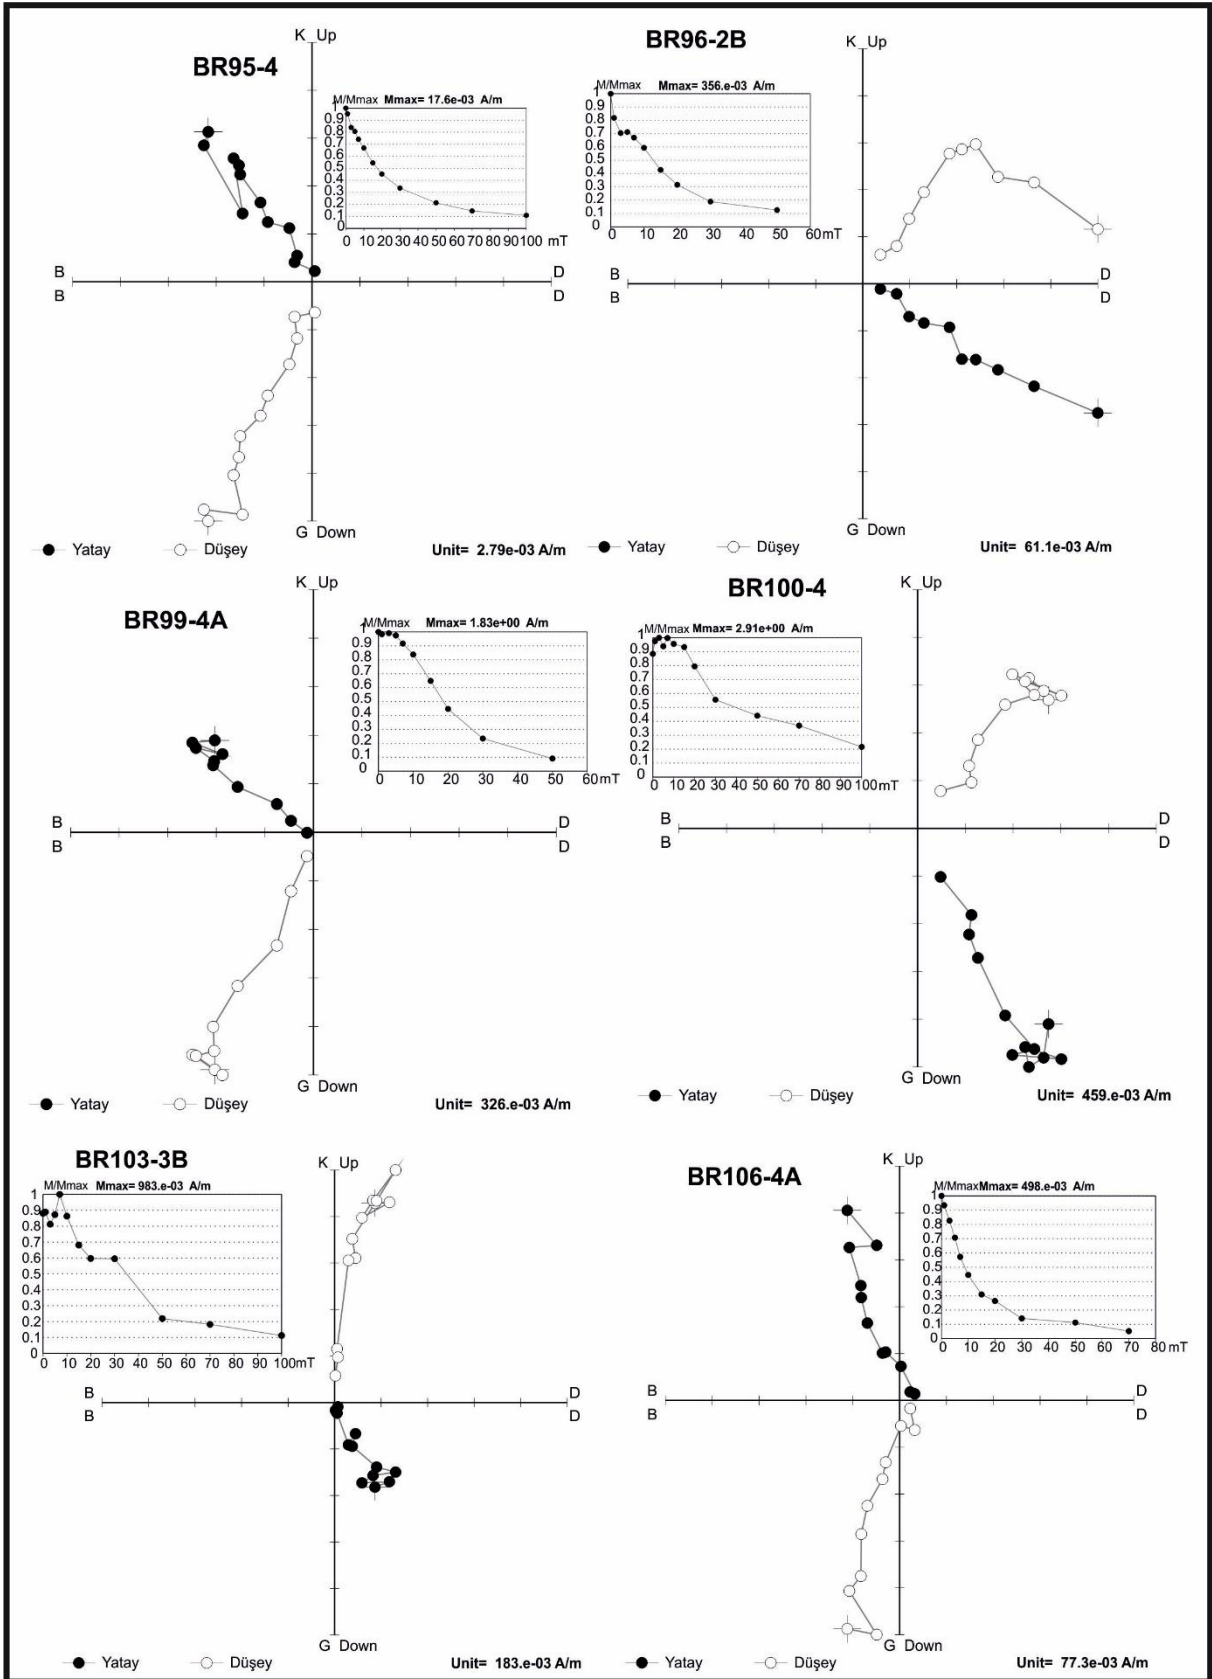 BR95-4
K Up
M/Mmax Mmax= 17.6e-03 A/m
1
0.9
0.8
0.7
0.6
0.5
0.4
0.3
0.2
0.1
0
0 10 20 30 40 50 60 70 80 90 100 mT
B D
B D
G Down
Yatay Düşey Unit= 2.79e-03 A/m
BR96-2B
K Up
M/Mmax Mmax= 356.e-03 A/m
1
0.9
0.8
0.7
0.6
0.5
0.4
0.3
0.2
0.1
0
0 10 20 30 40 50 60mT
B D
B D
G Down
Yatay Düşey Unit= 61.1e-03 A/m
BR99-4A
K Up
M/Mmax Mmax= 1.83e+00 A/m
1
0.9
0.8
0.7
0.6
0.5
0.4
0.3
0.2
0.1
0
0 10 20 30 40 50 60mT
B D
B D
G Down
Yatay Düşey Unit= 326.e-03 A/m
BR100-4
K Up
M/Mmax Mmax= 2.91e+00 A/m
1
0.9
0.8
0.7
0.6
0.5
0.4
0.3
0.2
0.1
0
0 10 20 30 40 50 60 70 80 90 100mT
B D
B D
G Down
Yatay Düşey Unit= 459.e-03 A/m
BR103-3B
K Up
M/Mmax Mmax= 983.e-03 A/m
1
0.9
0.8
0.7
0.6
0.5
0.4
0.3
0.2
0.1
0 10 20 30 40 50 60 70 80 90 100mT
B D
B D
G Down
Yatay Düşey Unit= 183.e-03 A/m
BR106-4A
K Up
M/Mmax Mmax= 498.e-03 A/m
1
0.9
0.8
0.7
0.6
0.5
0.4
0.3
0.2
0.1
0
0 10 20 30 40 50 60 70 80 mT
B D
B D
G Down
Yatay Düşey Unit= 77.3e-03 A/m